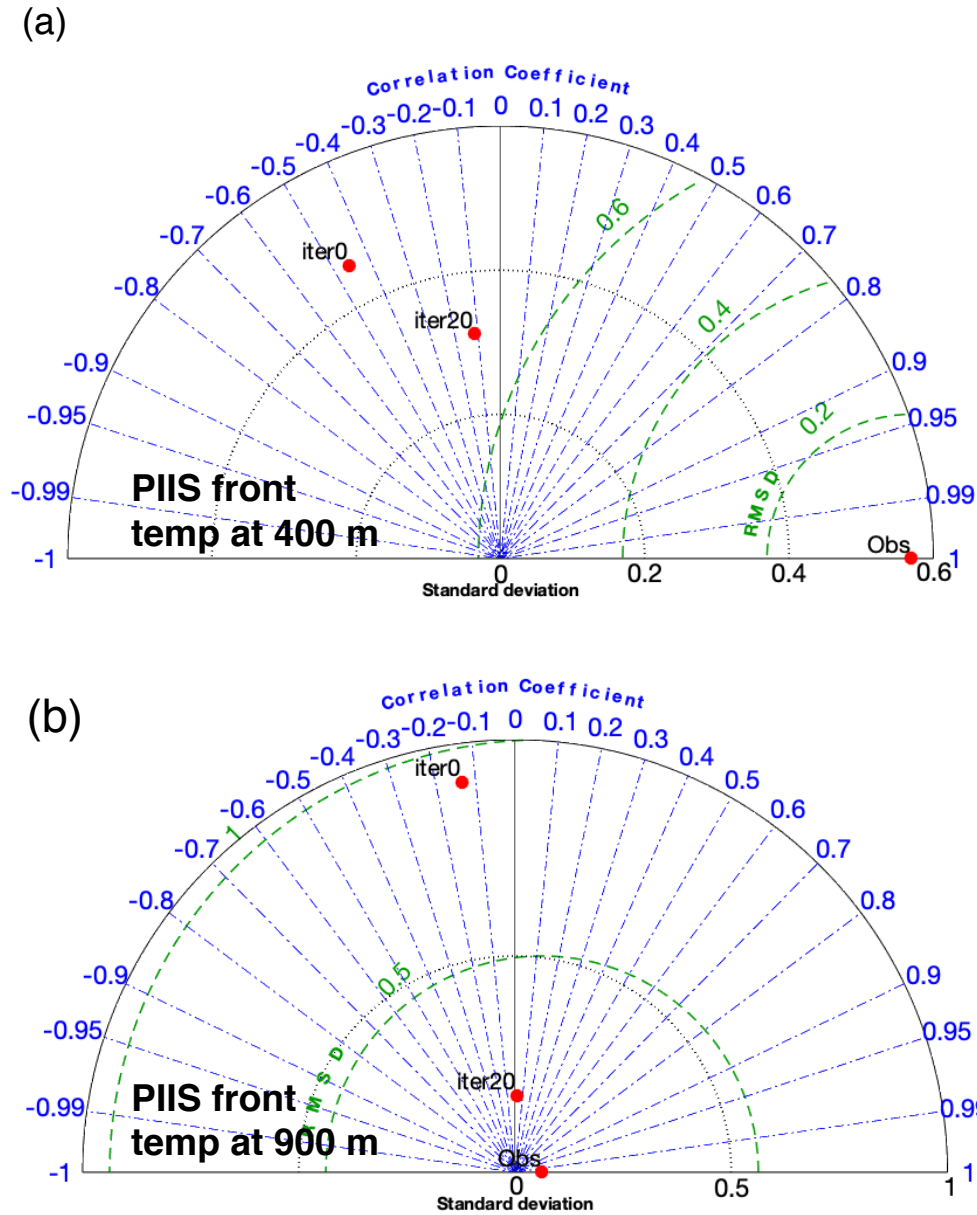 (a)
Correlation Coefficient
-1 -0.99 -0.95 -0.9 -0.8 -0.7 -0.6 -0.5 -0.4 -0.3 -0.2 -0.1 0 0.1 0.2 0.3 0.4 0.5 0.6 0.7 0.8 0.9 0.95 0.99 1
0.6
0.4
0.2
RMSD
iter0
iter20
Obs
PIIS front
temp at 400 m
0 0.2 0.4 0.6
Standard deviation
(b)
Correlation Coefficient
-1 -0.99 -0.95 -0.9 -0.8 -0.7 -0.6 -0.5 -0.4 -0.3 -0.2 -0.1 0 0.1 0.2 0.3 0.4 0.5 0.6 0.7 0.8 0.9 0.95 0.99 1
1
0.5
RMSD
iter0
iter20
Obs
PIIS front
temp at 900 m
0 0.5 1
Standard deviation